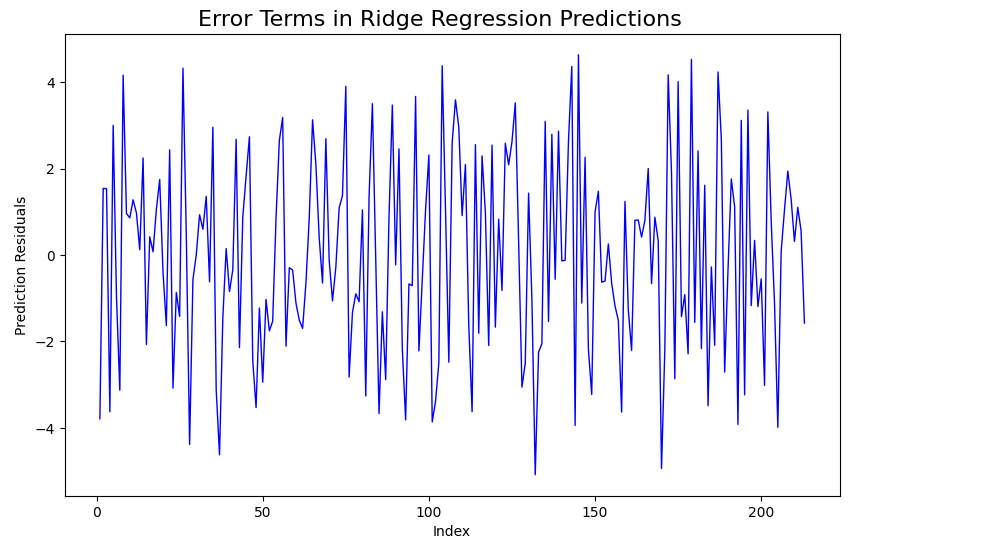 Error Terms in Ridge Regression Predictions
4
2
0
−2
−4
Prediction Residuals
0 50 100 150 200
Index